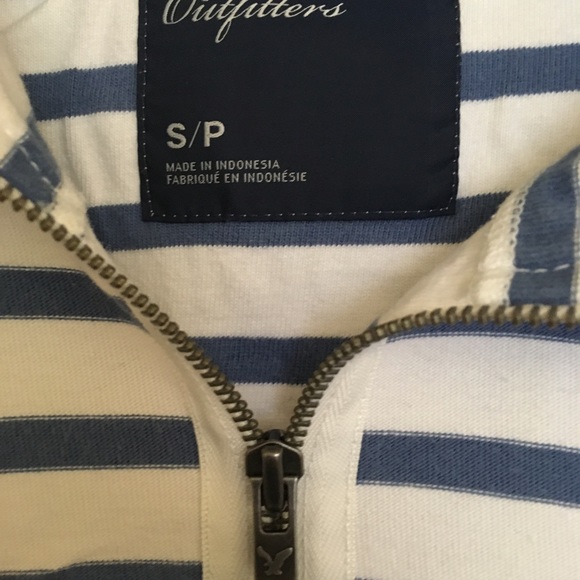 Outfitters
S/P
MADE IN INDONESIA
FABRIQUÉ EN INDONÉSIE